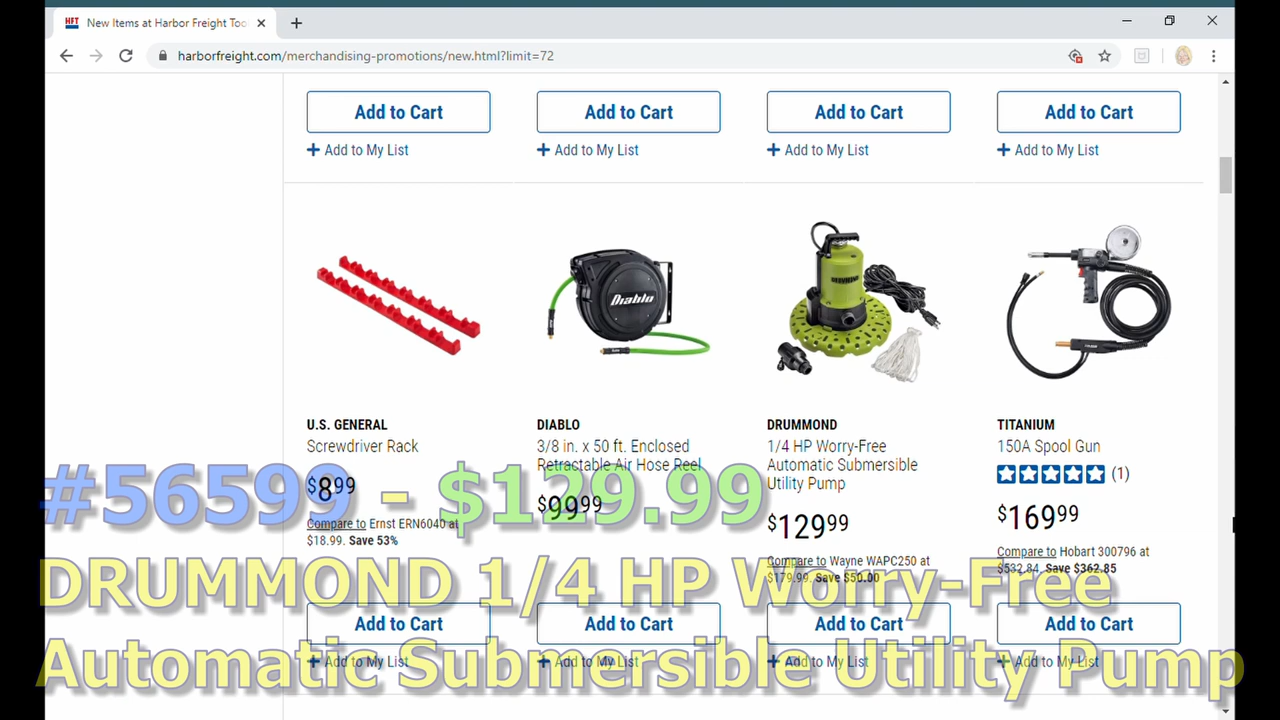 HFT New Items at Harbor Freight Too
harborfreight.com/merchandising-promotions/new.html?limit=72
Add to Cart Add to Cart Add to Cart Add to Cart
+ Add to My List + Add to My List + Add to My List + Add to My List
Diablo
DRUMMOND
U.S. GENERAL
Screwdriver Rack
$8.99
Compare to Ernst ERN6040 at
$18.99. Save 53%
DIABLO
3/8 in. x 50 ft. Enclosed
Retractable Air Hose Reel
$99.99
DRUMMOND
1/4 HP Worry-Free
Automatic Submersible
Utility Pump
$129.99
Compare to Wayne WAPC250 at
$179.99. Save $50.00
TITANIUM
150A Spool Gun
(1)
$169.99
Compare to Hobart 300796 at
$532.84. Save $362.85
Add to Cart Add to Cart Add to Cart Add to Cart
+ Add to My List + Add to My List + Add to My List + Add to My List
#56599 - $129.99
DRUMMOND 1/4 HP Worry-Free
Automatic Submersible Utility Pump